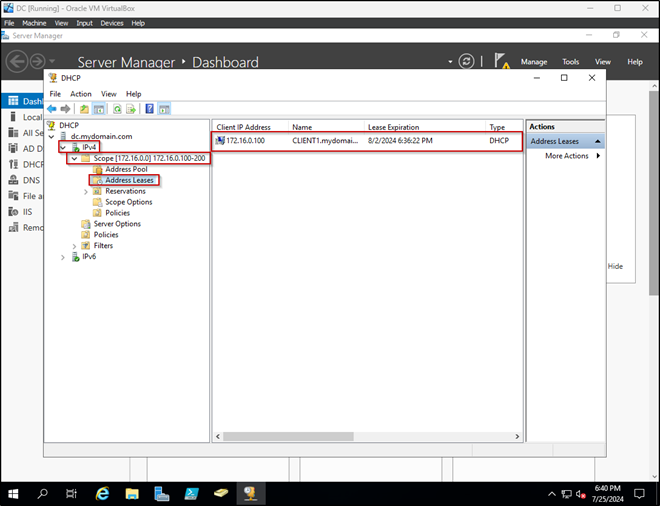 DC [Running] - Oracle VM VirtualBox
File Machine View Input Devices Help
Server Manager
Server Manager ‣ Dashboard
Manage Tools View Help
Dashb
Local
All Se
AD D
DHCP
DNS
File a
IIS
Remo
Hide
DHCP
File Action View Help
DHCP
dc.mydomain.com
IPv4
Scope [172.16.0.0] 172.16.0.100-200
Address Pool
Address Leases
Reservations
Scope Options
Policies
Server Options
Policies
Filters
IPv6
Client IP Address Name Lease Expiration Type
172.16.0.100 CLIENT1.mydomai... 8/2/2024 6:36:22 PM DHCP
Actions
Address Leases
More Actions
6:40 PM
7/25/2024